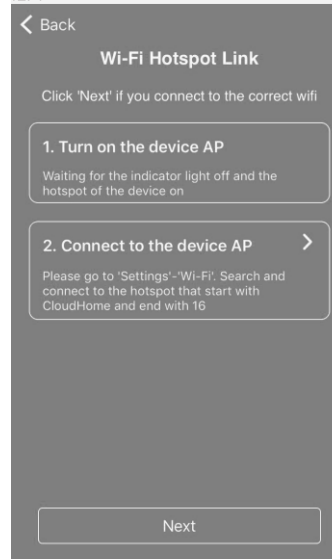 Back
Wi-Fi Hotspot Link
Click 'Next' if you connect to the correct wifi
1. Turn on the device AP
Waiting for the indicator light off and the
hotspot of the device on
2. Connect to the device AP
Please go to 'Settings'-'Wi-Fi'. Search and
connect to the hotspot that start with
CloudHome and end with 16
Next